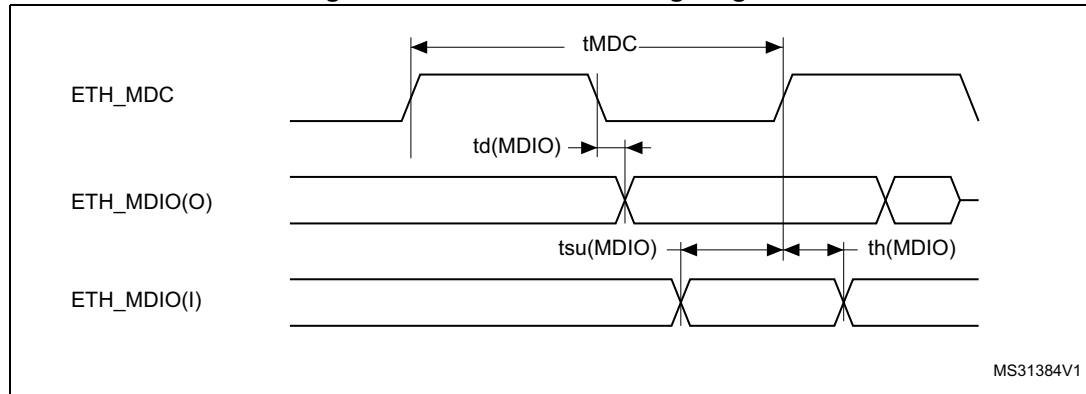 tMDC
ETH_MDC
td(MDIO)
ETH_MDIO(O)
tsu(MDIO)
th(MDIO)
ETH_MDIO(I)
MS31384V1